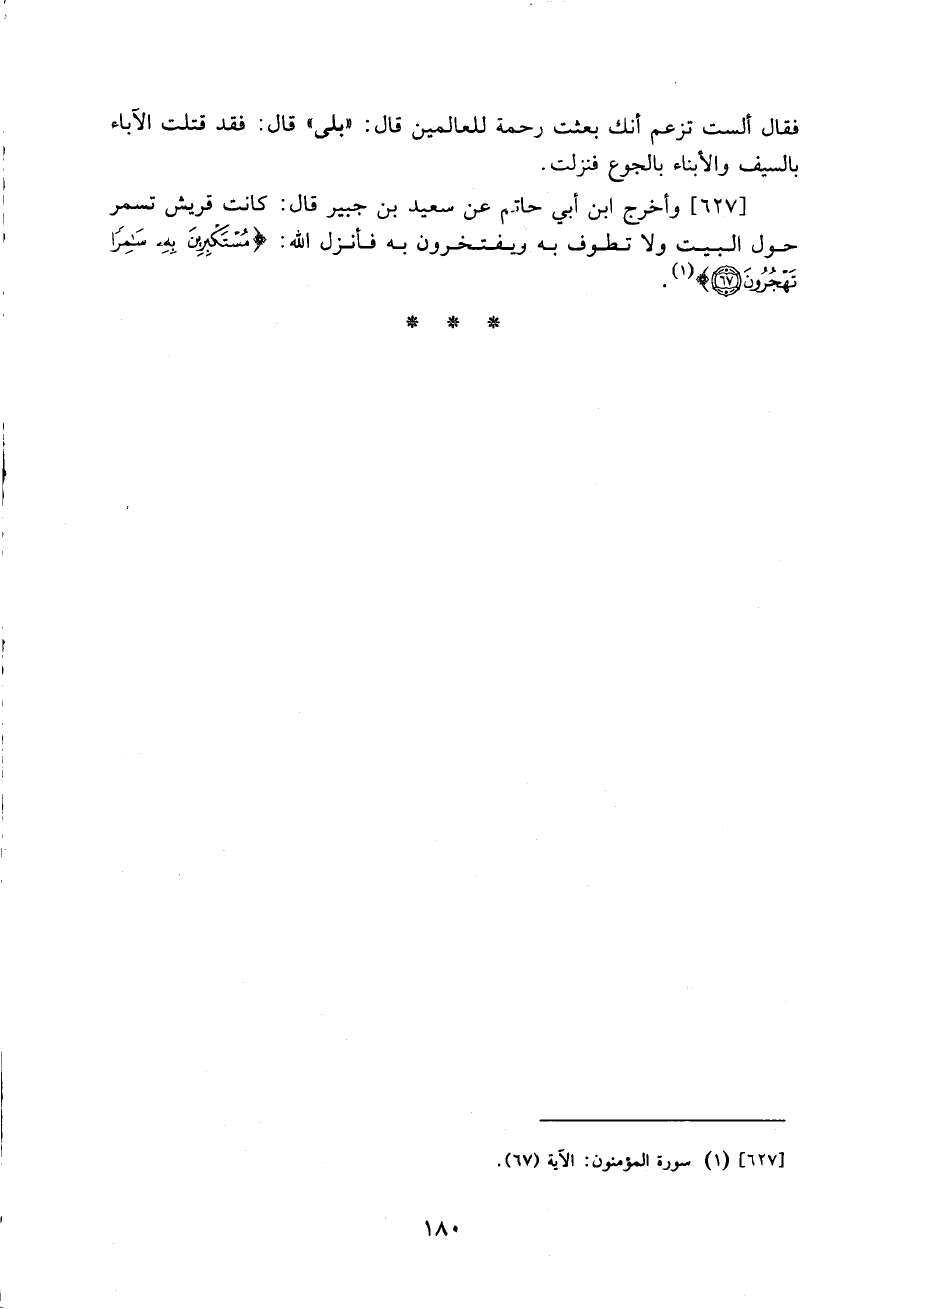 فقال ألست تزعم أنك بعثت رحمة للعالمين قال: «بلى» قال: فقد قتلت الآباء
بالسيف والأبناء بالجوع فنزلت.
[٦٢٧] وأخرج ابن أبي حاتم عن سعيد بن جبير قال: كانت قريش تسمر
حول البيت ولا تطوف به ويفتخرون به فأنزل الله: ﴿مُسْتَكْبِرِينَ بِهِۦ سَٰمِرًا
تَهْجُرُونَ ٦٧﴾(١).
* * *
[٦٢٧] (١) سورة المؤمنون: الآية (٦٧).
١٨٠